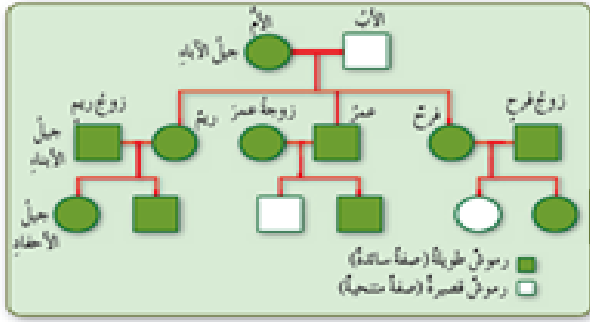 الأمُّ
الأبُ
جيلُ الآباءِ
زوجُ ريم
ريمُ
زوجةُ عمرَ
عمرُ
فرحُ
زوجُ فرحٍ
جيلُ
الأبناءِ
جيلُ
الأحفادِ
رموشٌ طويلةٌ (صفةٌ سائدةٌ)
رموشٌ قصيرةٌ (صفةٌ متنحيةٌ)